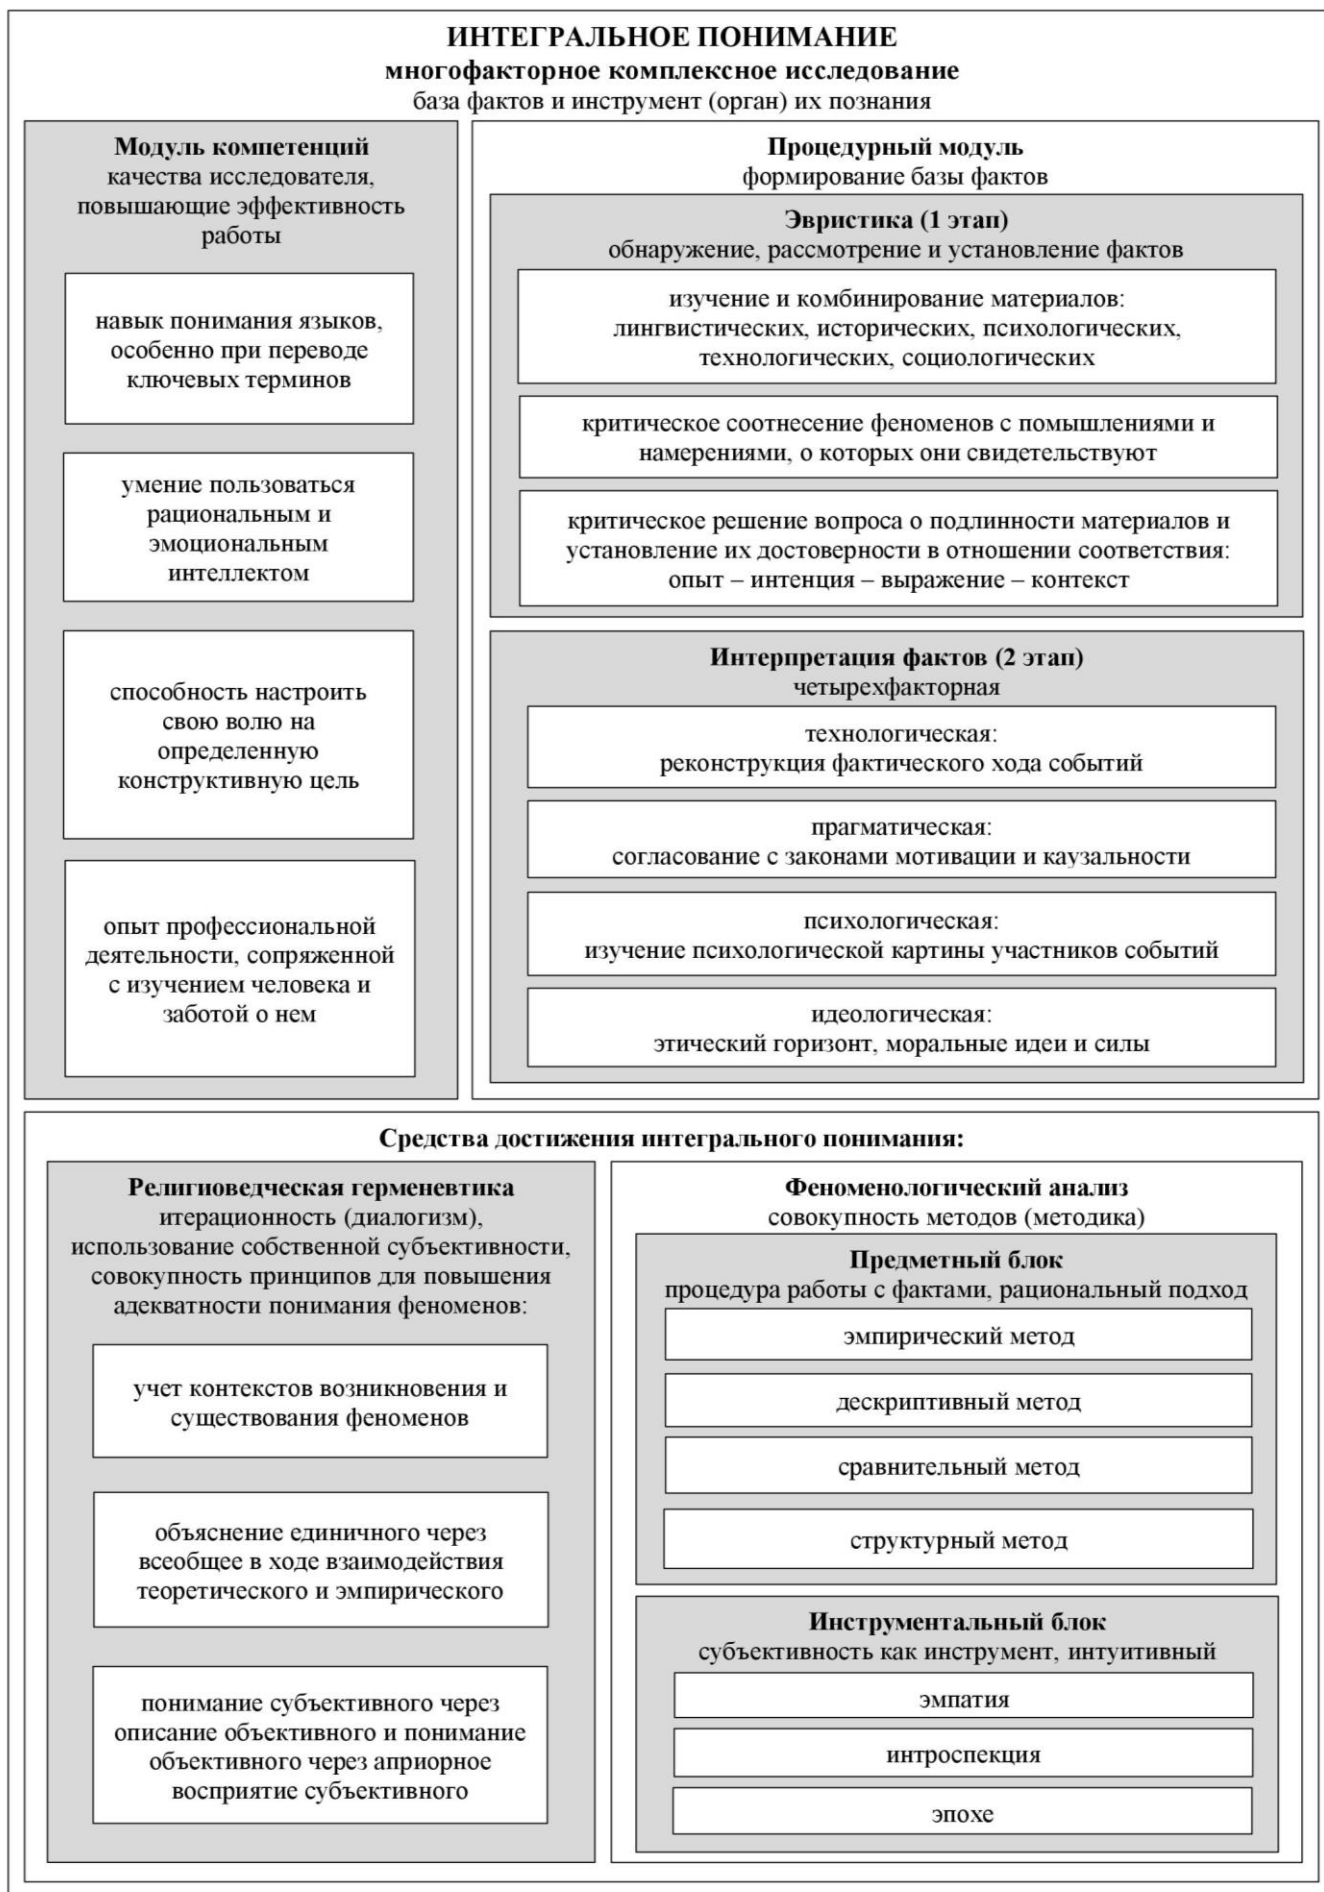 ИНТЕГРАЛЬНОЕ ПОНИМАНИЕ
многофакторное комплексное исследование
база фактов и инструмент (орган) их познания
Модуль компетенций
качества исследователя,
повышающие эффективность
работы
навык понимания языков,
особенно при переводе
ключевых терминов
умение пользоваться
рациональным и
эмоциональным
интеллектом
способность настроить
свою волю на
определенную
конструктивную цель
опыт профессиональной
деятельности, сопряженной
с изучением человека и
заботой о нем
Процедурный модуль
формирование базы фактов
Эвристика (1 этап)
обнаружение, рассмотрение и установление фактов
изучение и комбинирование материалов:
лингвистических, исторических, психологических,
технологических, социологических
критическое соотнесение феноменов с помышлениями и
намерениями, о которых они свидетельствуют
критическое решение вопроса о подлинности материалов и
установление их достоверности в отношении соответствия:
опыт – интенция – выражение – контекст
Интерпретация фактов (2 этап)
четырехфакторная
технологическая:
реконструкция фактического хода событий
прагматическая:
согласование с законами мотивации и каузальности
психологическая:
изучение психологической картины участников событий
идеологическая:
этический горизонт, моральные идеи и силы
Средства достижения интегрального понимания:
Религиоведческая герменевтика
итерационность (диалогизм),
использование собственной субъективности,
совокупность принципов для повышения
адекватности понимания феноменов:
учет контекстов возникновения и
существования феноменов
объяснение единичного через
всеобщее в ходе взаимодействия
теоретического и эмпирического
понимание субъективного через
описание объективного и понимание
объективного через априорное
восприятие субъективного
Феноменологический анализ
совокупность методов (методика)
Предметный блок
процедура работы с фактами, рациональный подход
эмпирический метод
дескриптивный метод
сравнительный метод
структурный метод
Инструментальный блок
субъективность как инструмент, интуитивный
эмпатия
интроспекция
эпохе